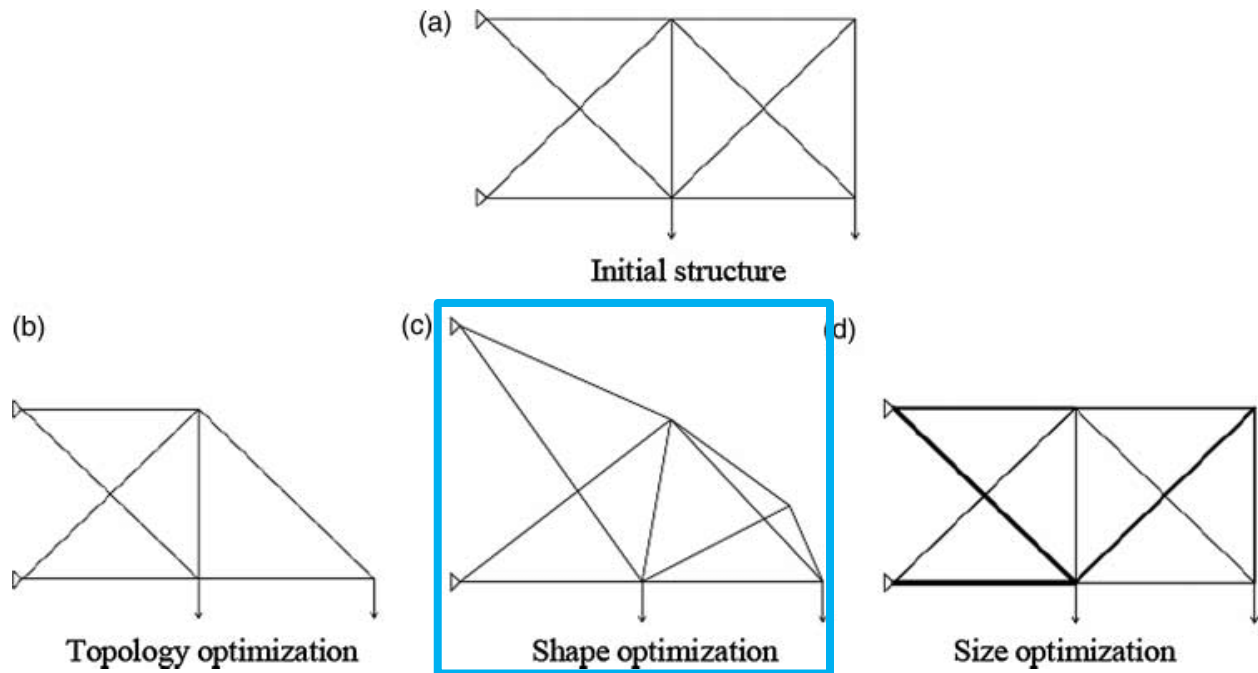 (a)
Initial structure
(b)
(c)
(d)
Topology optimization
Shape optimization
Size optimization